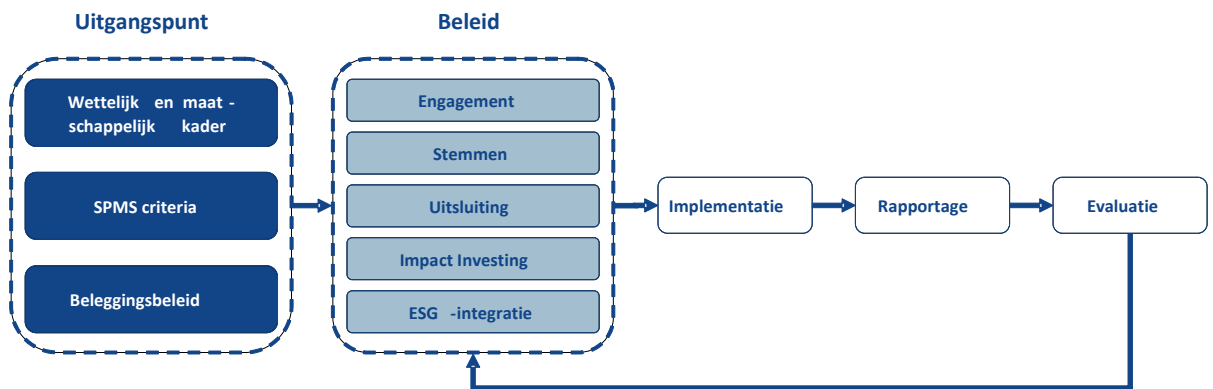 Uitgangspunt
Wettelijk en maat -
schappelijk kader
SPMS criteria
Beleggingsbeleid
Beleid
Engagement
Stemmen
Uitsluiting
Impact Investing
ESG -integratie
Implementatie
Rapportage
Evaluatie